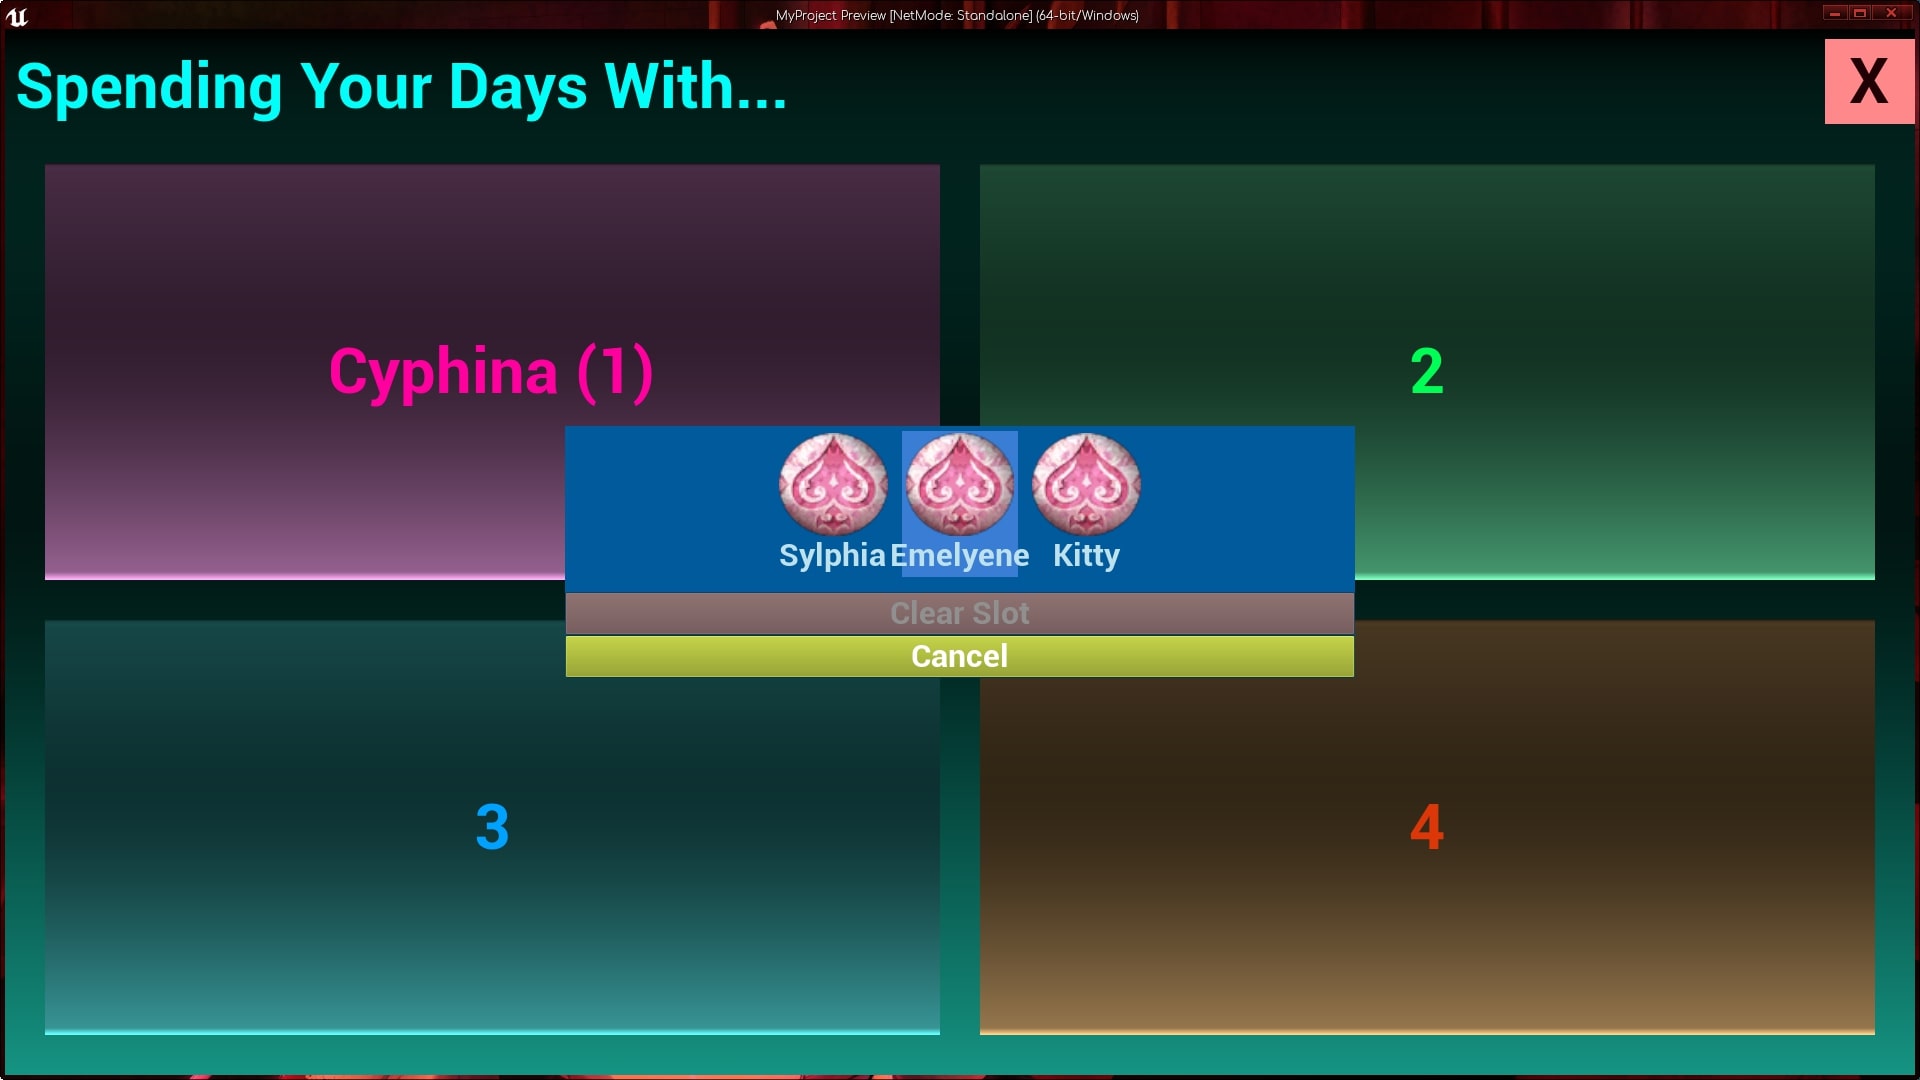 MyProject Preview [NetMode: Standalone] (64-bit/Windows)
Spending Your Days With...
X
Cyphina (1)
2
Sylphia Emelyene Kitty
Clear Slot
Cancel
3
4